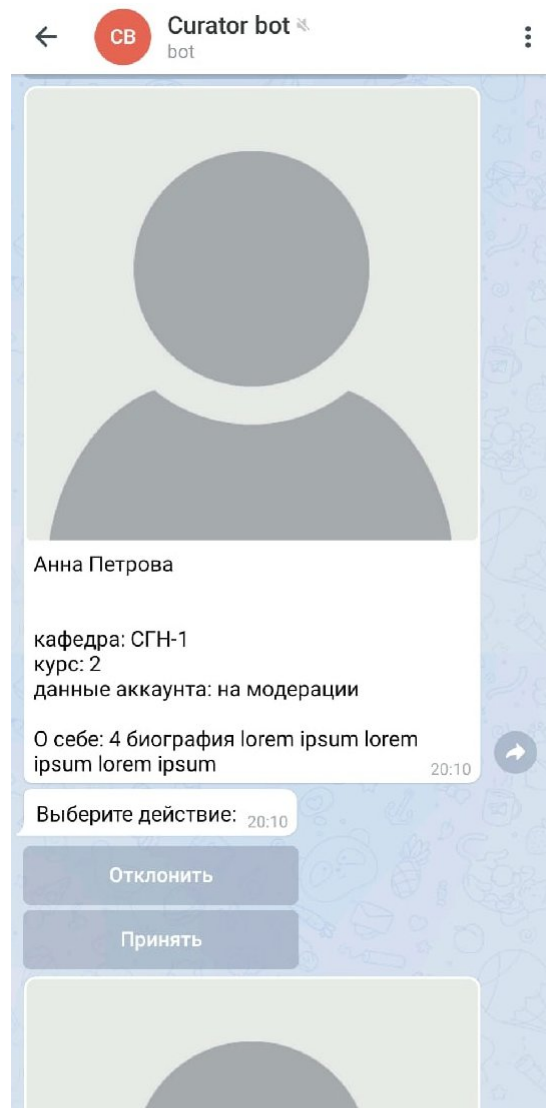 CB
Curator bot
bot
Анна Петрова
кафедра: СГН-1
курс: 2
данные аккаунта: на модерации
О себе: 4 биография lorem ipsum lorem
ipsum lorem ipsum
20:10
Выберите действие: 20:10
Отклонить
Принять